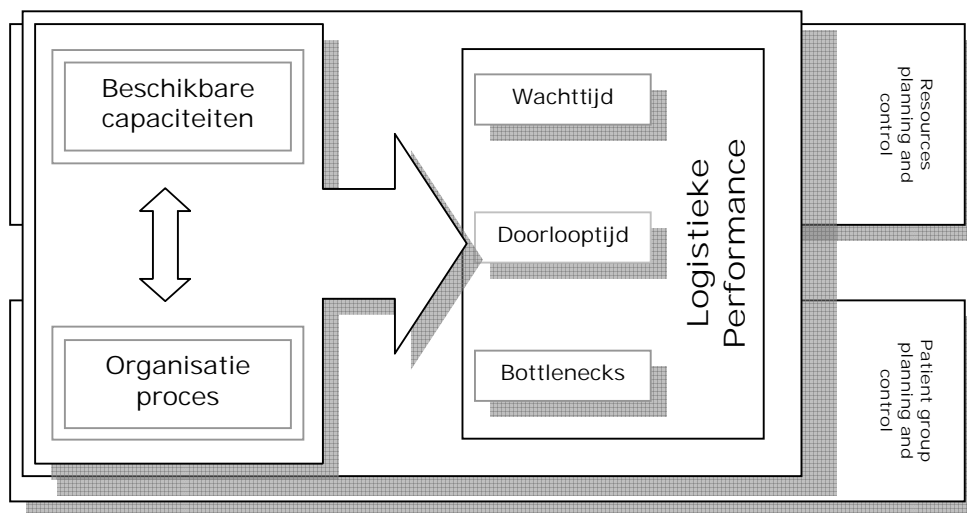 Beschikbare
capaciteiten
Organisatie
proces
Wachttijd
Doorlooptijd
Bottlenecks
Logistieke
Performance
Resources
planning and
control
Patient group
planning and
control